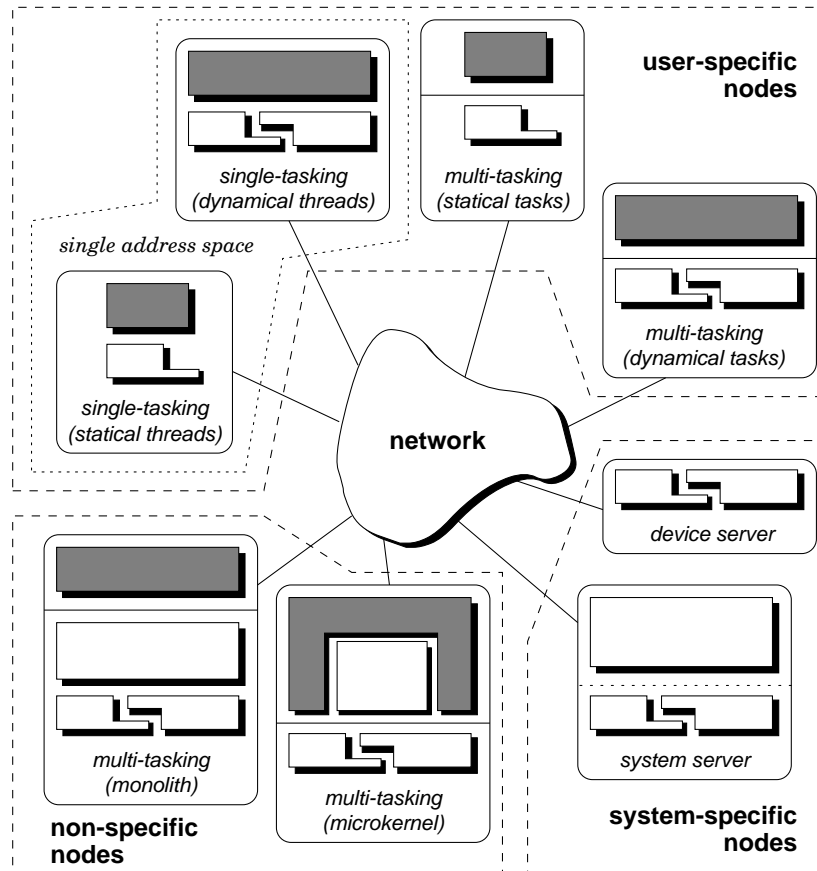 user-specific
nodes
single-tasking
(dynamical threads)
multi-tasking
(statical tasks)
single address space
multi-tasking
(dynamical tasks)
single-tasking
(statical threads)
network
device server
multi-tasking
(monolith)
multi-tasking
(microkernel)
system server
non-specific
nodes
system-specific
nodes